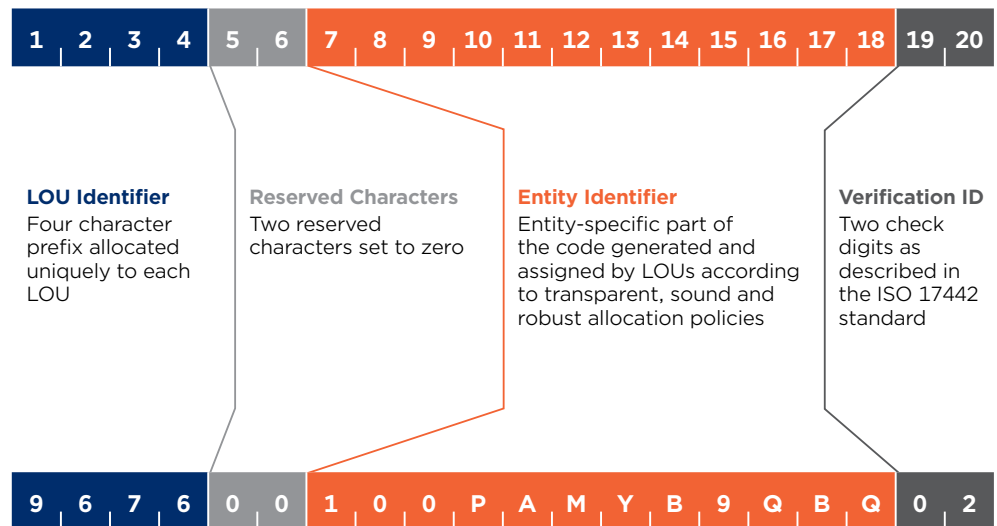 1 2 3 4 5 6 7 8 9 10 11 12 13 14 15 16 17 18 19 20
LOU Identifier
Four character
prefix allocated
uniquely to each
LOU
Reserved Characters
Two reserved
characters set to zero
Entity Identifier
Entity-specific part of
the code generated and
assigned by LOUs according
to transparent, sound and
robust allocation policies
Verification ID
Two check
digits as
described in
the ISO 17442
standard
9 6 7 6 0 0 1 0 0 P A M Y B 9 Q B Q 0 2